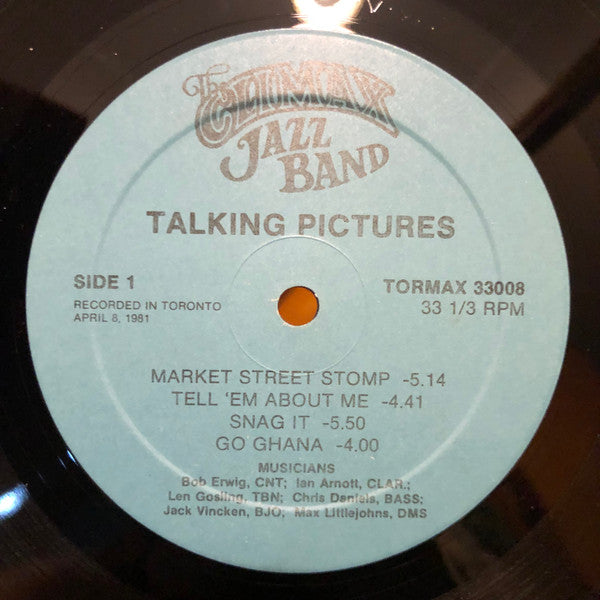 The
CLIMAX
JAZZ
BAND
TALKING PICTURES
SIDE 1
TORMAX 33008
RECORDED IN TORONTO
33 1/3 RPM
APRIL 8, 1981
MARKET STREET STOMP -5.14
TELL 'EM ABOUT ME -4.41
SNAG IT -5.50
GO GHANA -4.00
MUSICIANS
Bob Erwig, CNT; Ian Arnott, CLAR.;
Len Gosling, TBN; Chris Daniels, BASS;
Jack Vincken, BJO; Max Littlejohns, DMS